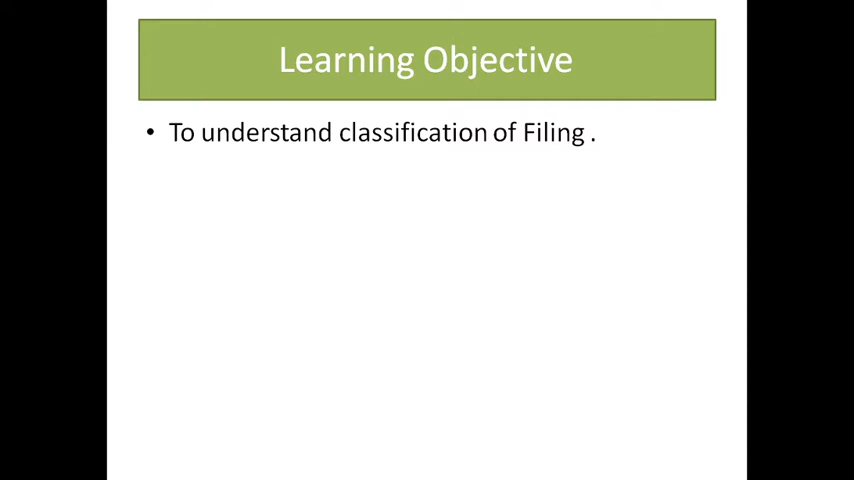 Learning Objective
• To understand classification of Filing .